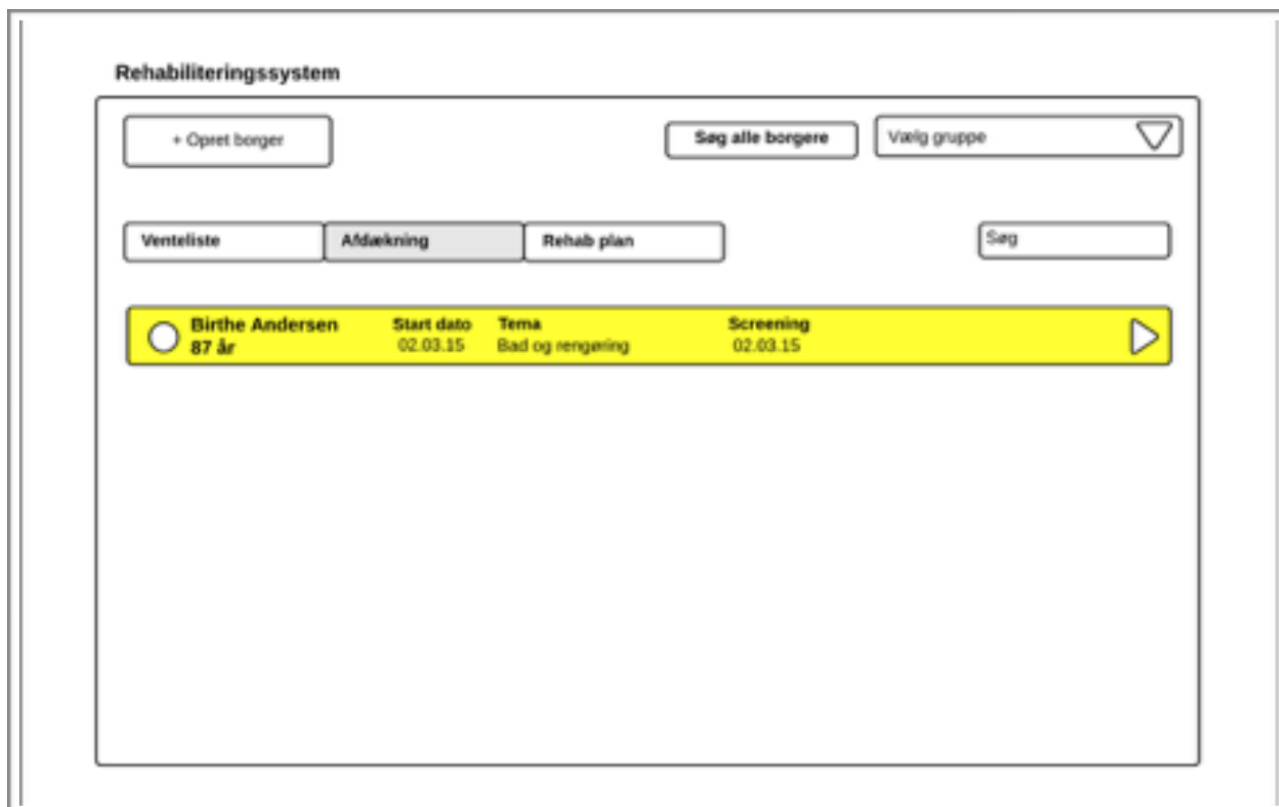 Rehabiliteringssystem
+ Opret borger
Søg alle borgere
Vælg gruppe
Venteliste
Afdækning
Rehab plan
Søg
Birthe Andersen
87 år
Start dato
02.03.15
Tema
Bad og rengøring
Screening
02.03.15